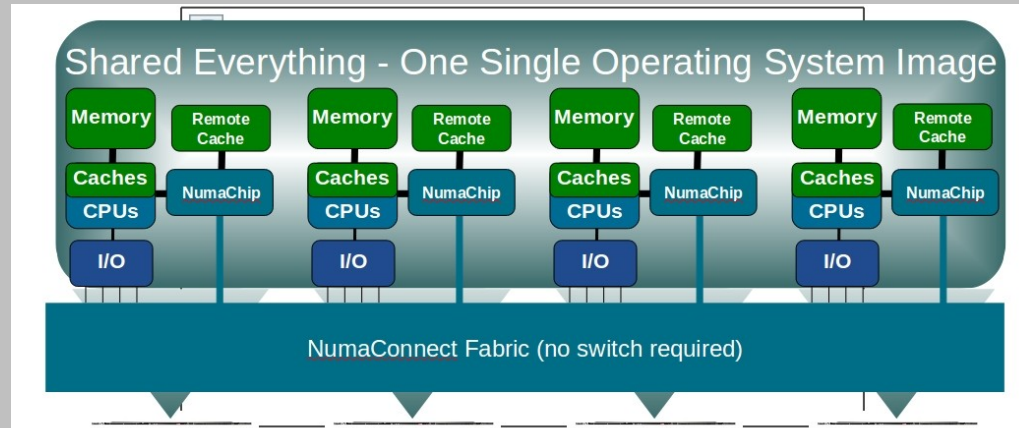 Shared Everything - One Single Operating System Image
Memory
Remote
Cache
Caches
NumaChip
CPUs
I/O
Memory
Remote
Cache
Caches
NumaChip
CPUs
I/O
Memory
Remote
Cache
Caches
NumaChip
CPUs
I/O
Memory
Remote
Cache
Caches
NumaChip
CPUs
I/O
NumaConnect Fabric (no switch required)